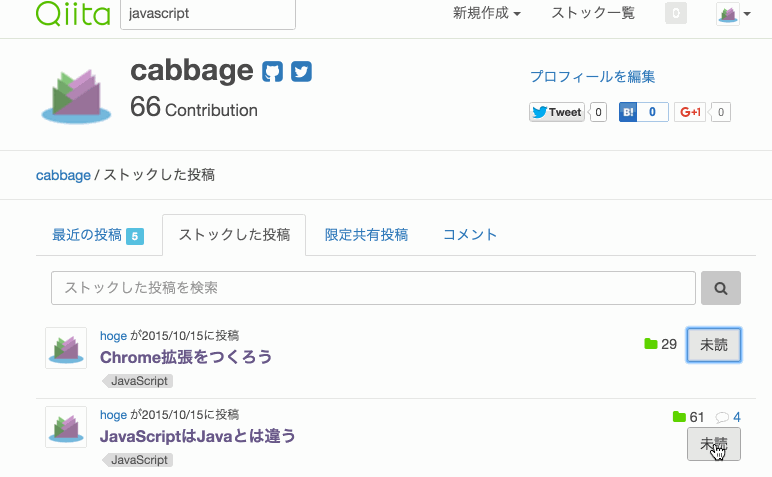 Qiita javascript 新規作成 ストック一覧 0
cabbage
66 Contribution
プロフィールを編集
Tweet 0 B! 0 G+1 0
cabbage / ストックした投稿
最近の投稿 5 ストックした投稿 限定共有投稿 コメント
ストックした投稿を検索
hoge が2015/10/15に投稿
Chrome拡張をつくろう
29 未読
JavaScript
hoge が2015/10/15に投稿
61 4
JavaScriptはJavaとは違う
未読
JavaScript